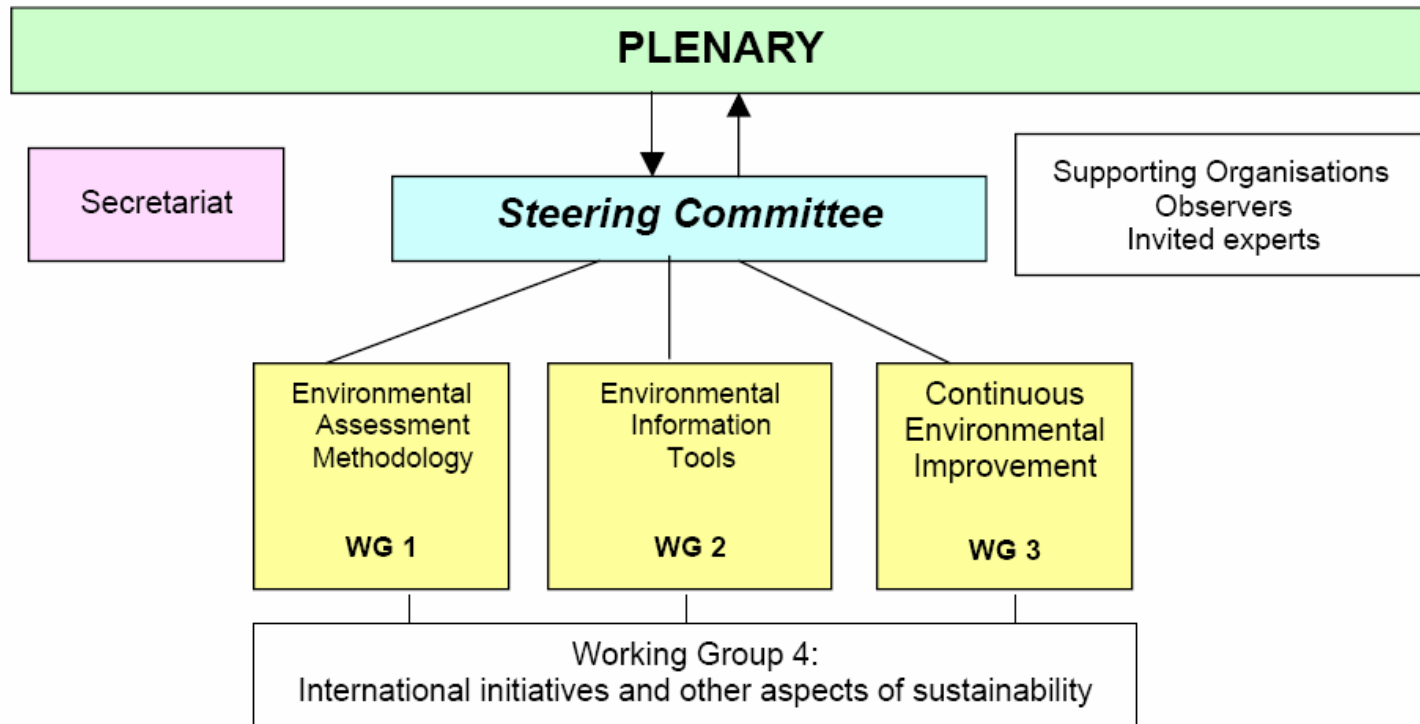 PLENARY
Secretariat
Steering Committee
Supporting Organisations
Observers
Invited experts
Environmental
Assessment
Methodology
WG 1
Environmental
Information
Tools
WG 2
Continuous
Environmental
Improvement
WG 3
Working Group 4:
International initiatives and other aspects of sustainability